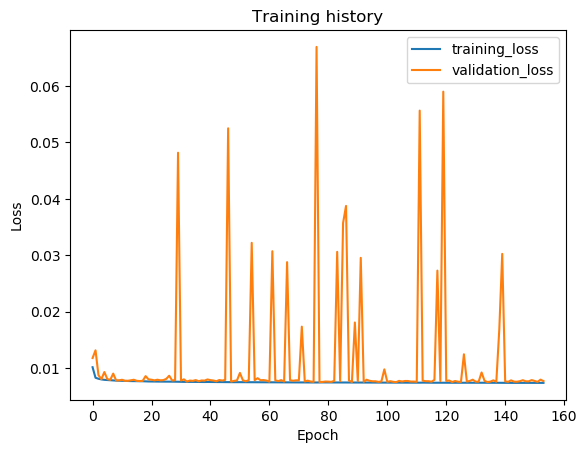 Training history
training_loss
validation_loss
0.06
0.05
0.04
0.03
0.02
0.01
Loss
0 20 40 60 80 100 120 140 160
Epoch